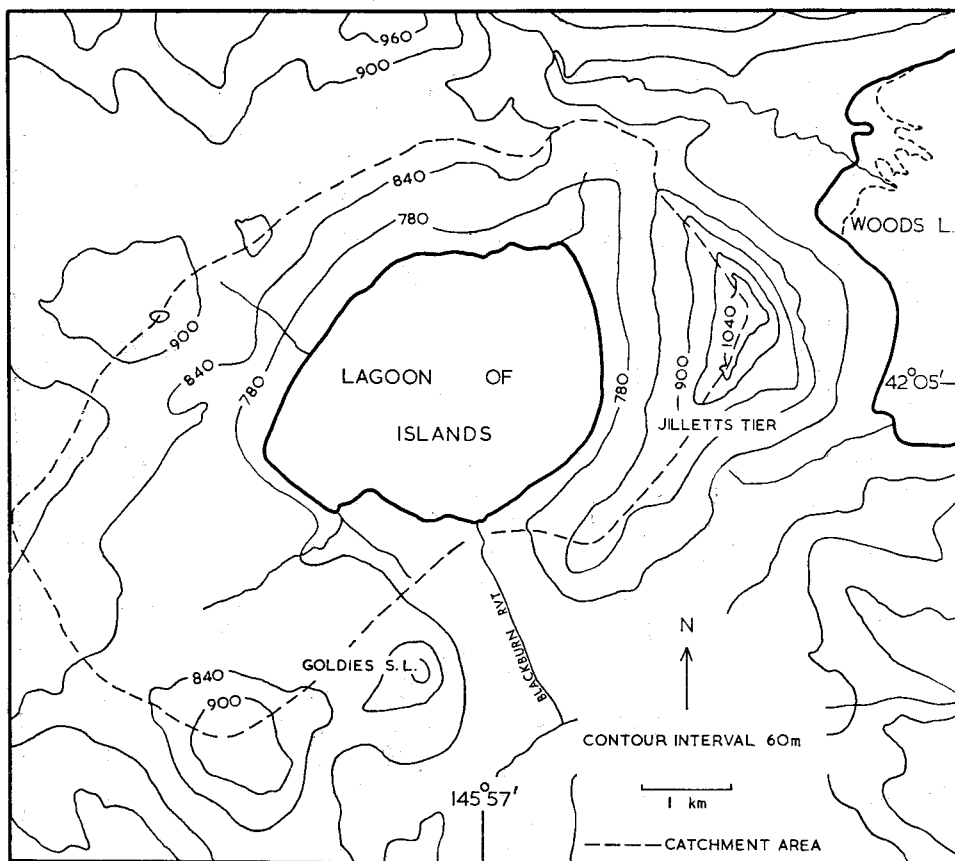 960
900
840
780
WOODS L.
900
840
780
LAGOON OF
ISLANDS
780
900
1040
42°05'
JILLETTS TIER
BLACKBURN RVT
N
GOLDIES S.L.
840
900
CONTOUR INTERVAL 60m
145°57'
1 km
CATCHMENT AREA